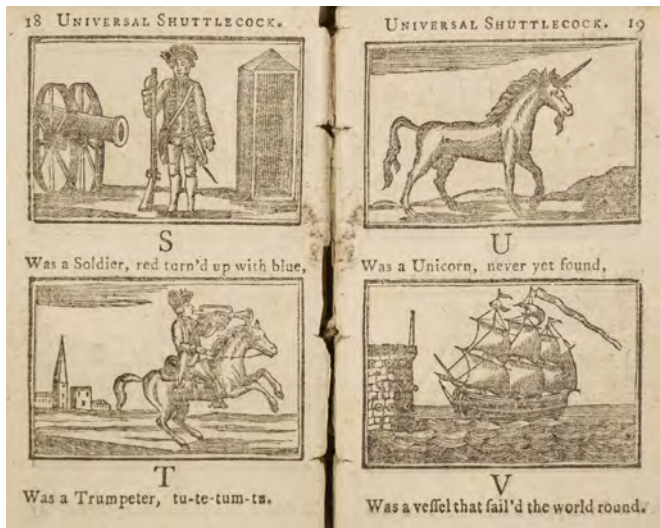 18 UNIVERSAL SHUTTLECOCK.
S
Was a Soldier, red turn'd up with blue,
T
Was a Trumpeter, tu-te-tum-tu.
UNIVERSAL SHUTTLECOCK. 19
U
Was a Unicorn, never yet found,
V
Was a veſſel that ſail'd the world round.